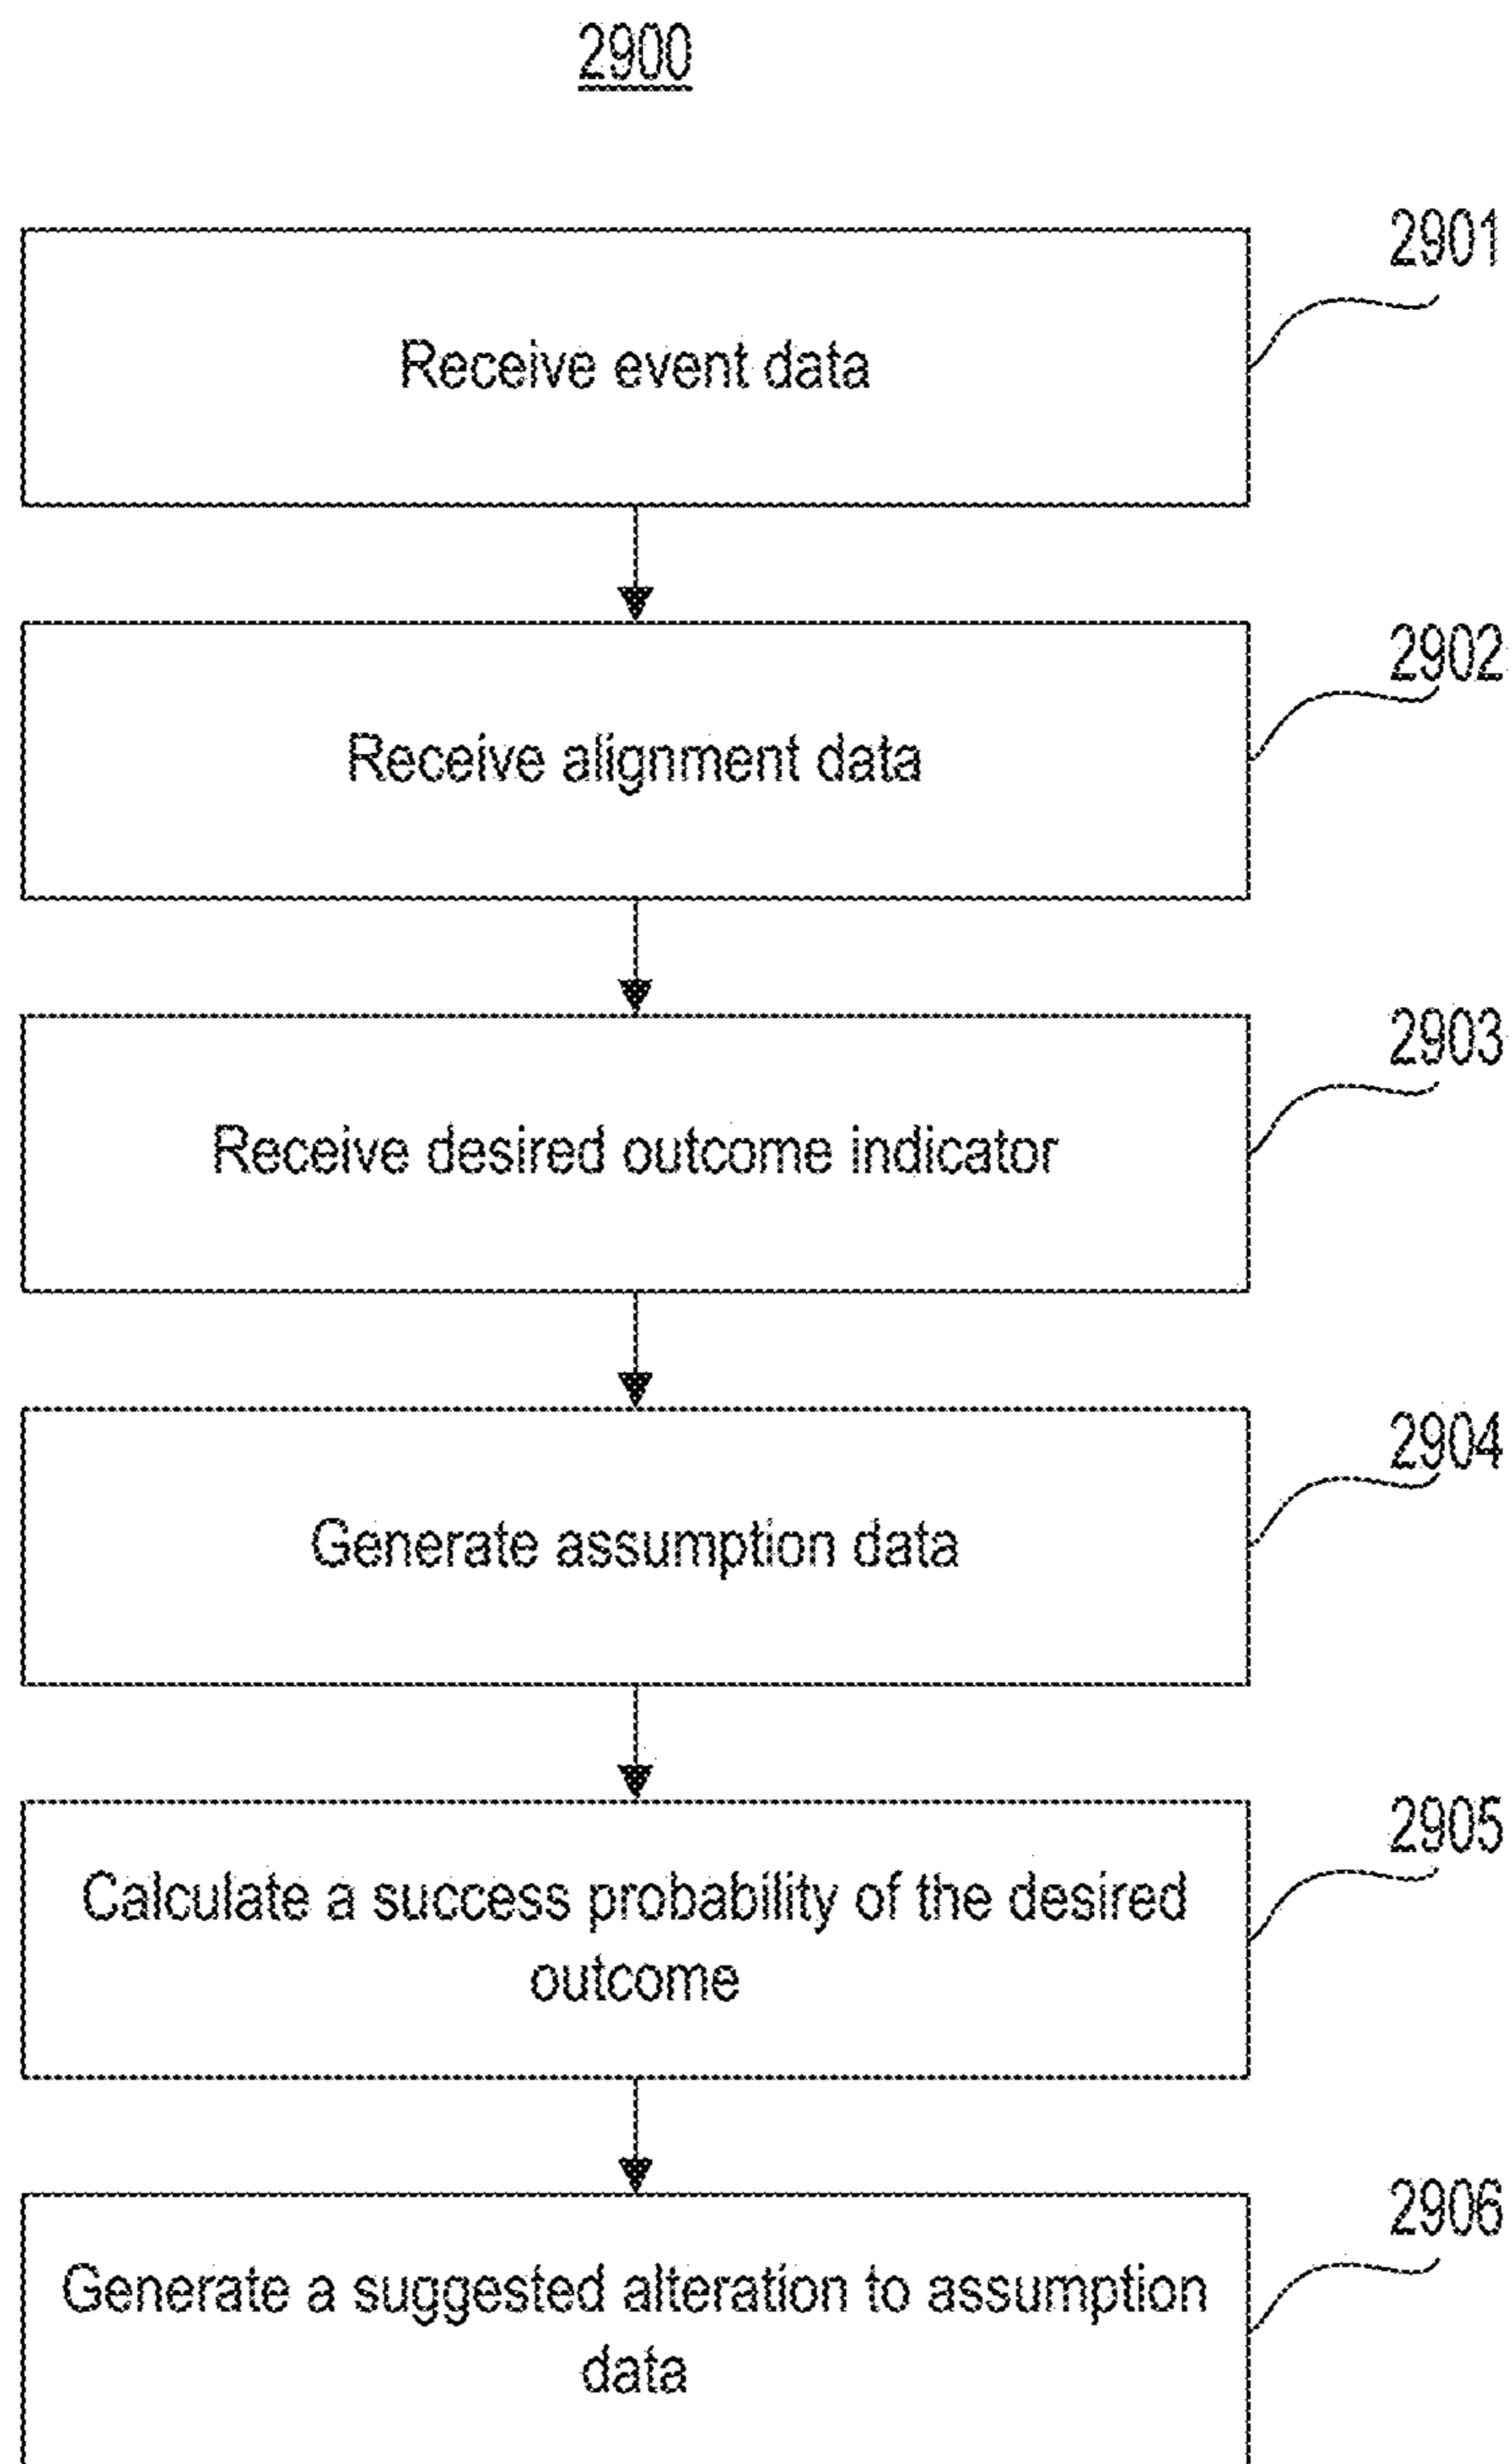 2900
2901
Receive event data
2902
Receive alignment data
2903
Receive desired outcome indicator
2904
Generate assumption data
2905
Calculate a success probability of the desired
outcome
2906
Generate a suggested alteration to assumption
data